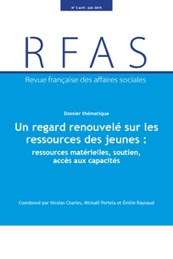 N° 2 avril - juin 2019
RFAS
Revue française des affaires sociales
Dossier thématique
Un regard renouvelé sur les
ressources des jeunes :
ressources matérielles, soutien,
accès aux capacités
Coordonné par Nicolas Charles, Mickaël Portela et Émilie Raynaud